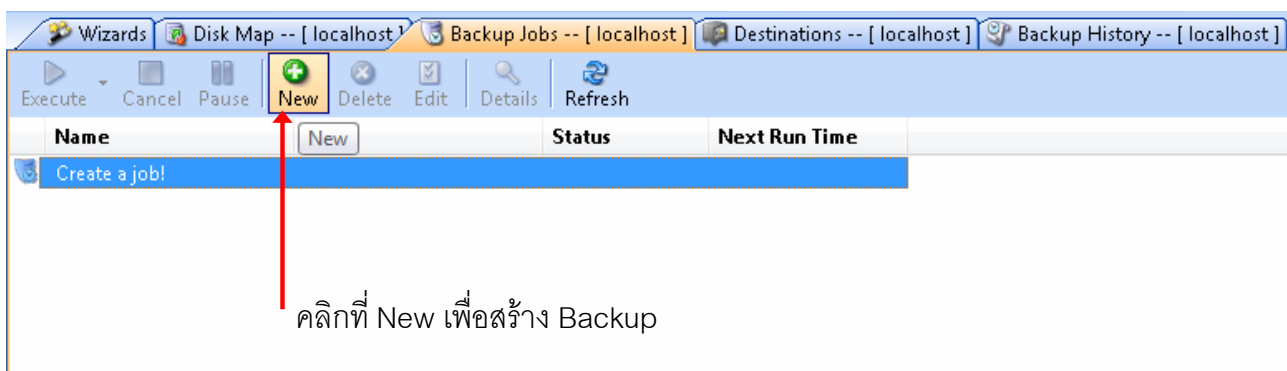 Wizards Disk Map -- [ localhost ] Backup Jobs -- [ localhost ] Destinations -- [ localhost ] Backup History -- [ localhost ]
Execute Cancel Pause New Delete Edit Details Refresh
Name Status Next Run Time
New
Create a job!
คลิกที่ New เพื่อสร้าง Backup